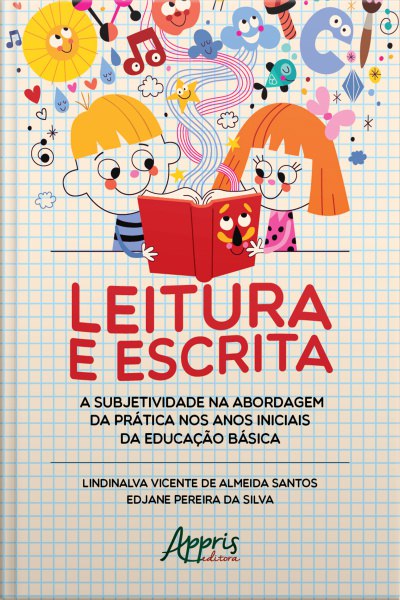 LEITURA
E ESCRITA
A SUBJETIVIDADE NA ABORDAGEM
DA PRÁTICA NOS ANOS INICIAIS
DA EDUCAÇÃO BÁSICA
LINDINALVA VICENTE DE ALMEIDA SANTOS
EDJANE PEREIRA DA SILVA
Appris
editora